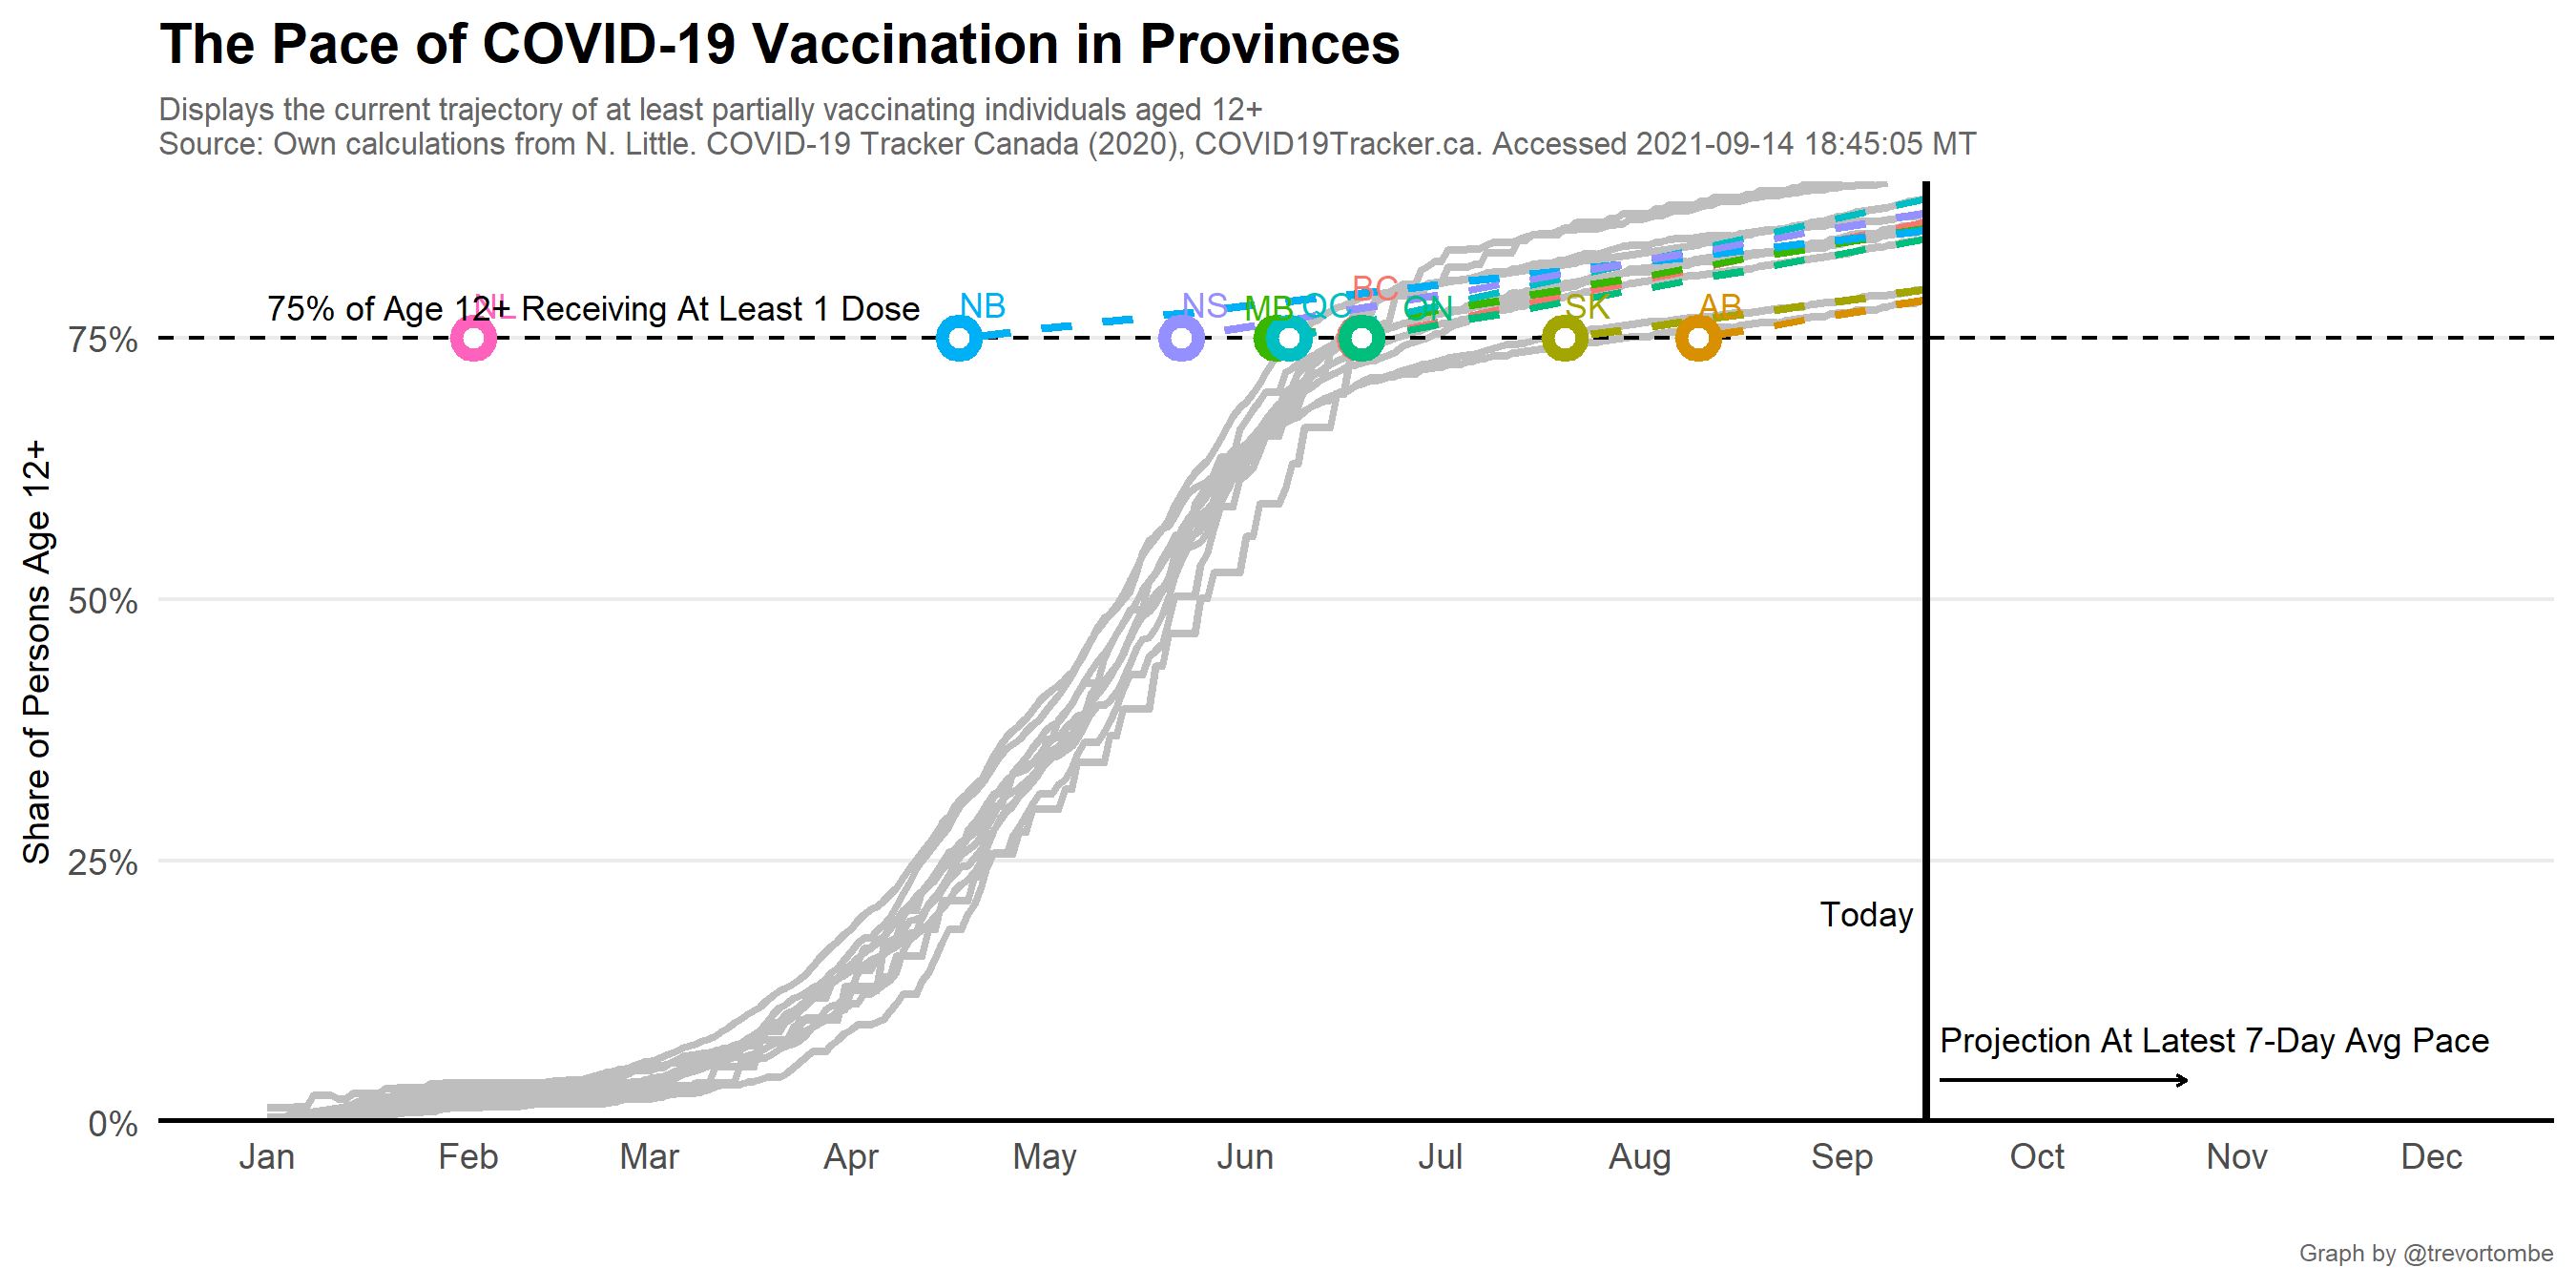 The Pace of COVID-19 Vaccination in Provinces
Displays the current trajectory of at least partially vaccinating individuals aged 12+
Source: Own calculations from N. Little. COVID-19 Tracker Canada (2020), COVID19Tracker.ca. Accessed 2021-09-14 18:45:05 MT
75% of Age 12+ Receiving At Least 1 Dose
NL
NB
NS
MB
QC
BC
ON
SK
AB
75%
50%
25%
0%
Share of Persons Age 12+
Today
Projection At Latest 7-Day Avg Pace
Jan Feb Mar Apr May Jun Jul Aug Sep Oct Nov Dec
Graph by @trevortombe